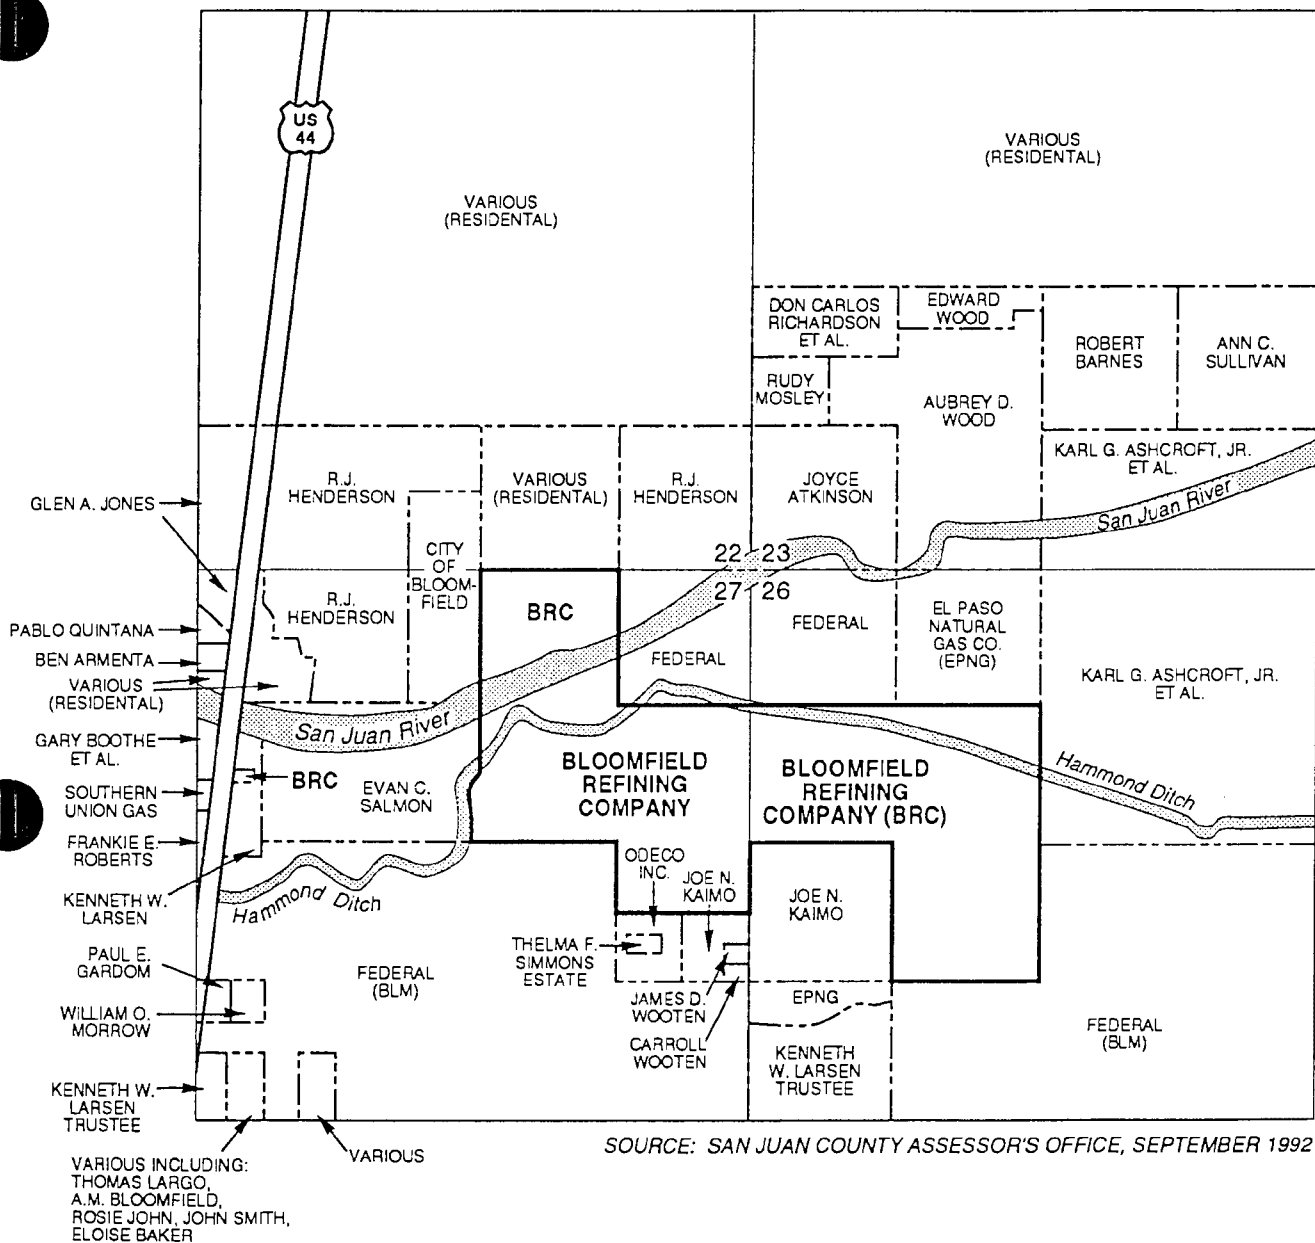 US
44
VARIOUS
(RESIDENTAL)
VARIOUS
(RESIDENTAL)
DON CARLOS
RICHARDSON
ET AL.
EDWARD
WOOD
ROBERT
BARNES
ANN C.
SULLIVAN
RUDY
MOSLEY
AUBREY D.
WOOD
KARL G. ASHCROFT, JR.
ET AL.
R.J.
HENDERSON
VARIOUS
(RESIDENTAL)
R.J.
HENDERSON
JOYCE
ATKINSON
San Juan River
GLEN A. JONES
CITY
OF
BLOOM-
FIELD
22 23
27 26
R.J.
HENDERSON
BRC
FEDERAL
FEDERAL
EL PASO
NATURAL
GAS CO.
(EPNG)
KARL G. ASHCROFT, JR.
ET AL.
PABLO QUINTANA
BEN ARMENTA
VARIOUS
(RESIDENTAL)
San Juan River
GARY BOOTHE
ET AL.
BRC
EVAN C.
SALMON
BLOOMFIELD
REFINING
COMPANY
BLOOMFIELD
REFINING
COMPANY (BRC)
Hammond Ditch
SOUTHERN
UNION GAS
FRANKIE E.
ROBERTS
KENNETH W.
LARSEN
Hammond Ditch
ODECO
INC.
JOE N.
KAIMO
JOE N.
KAIMO
PAUL E.
GARDOM
FEDERAL
(BLM)
THELMA F.
SIMMONS
ESTATE
JAMES D.
WOOTEN
EPNG
WILLIAM O.
MORROW
CARROLL
WOOTEN
KENNETH
W. LARSEN
TRUSTEE
FEDERAL
(BLM)
KENNETH W.
LARSEN
TRUSTEE
VARIOUS
VARIOUS INCLUDING:
THOMAS LARGO,
A.M. BLOOMFIELD,
ROSIE JOHN, JOHN SMITH,
ELOISE BAKER
SOURCE: SAN JUAN COUNTY ASSESSOR'S OFFICE, SEPTEMBER 1992